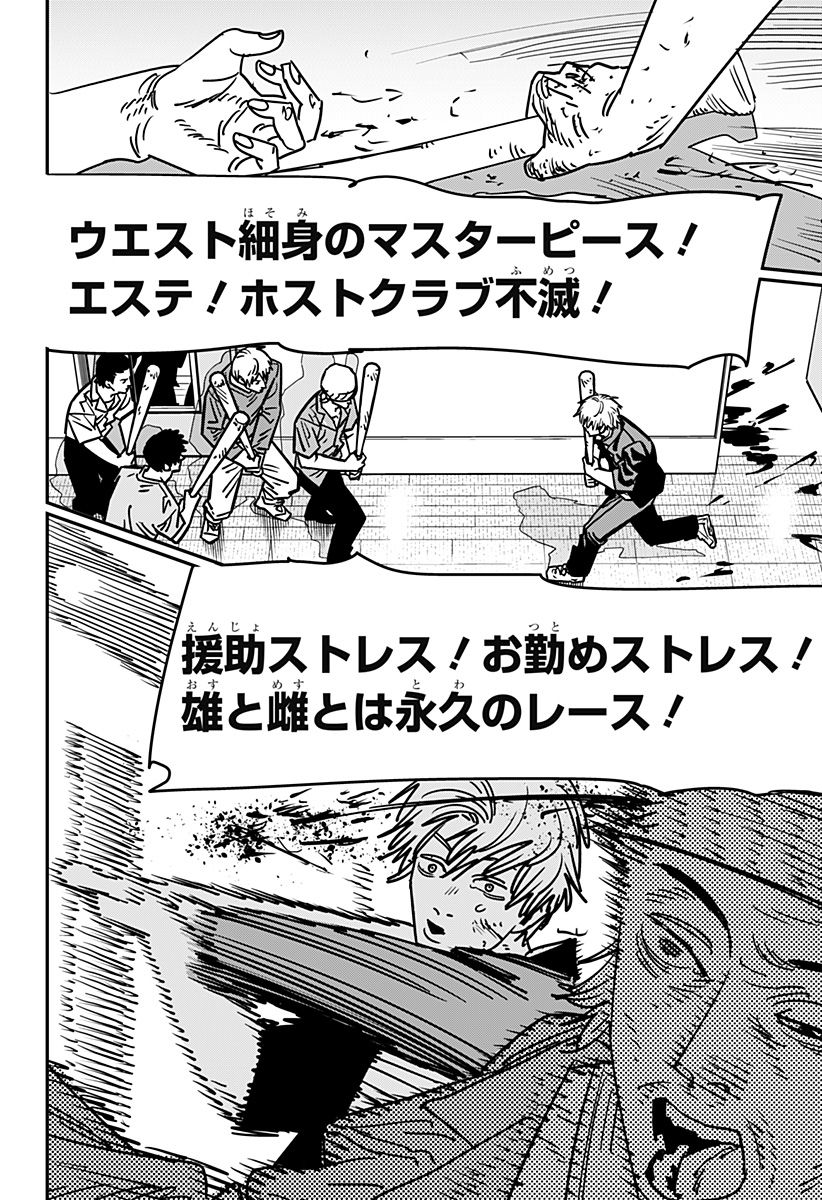 ウエスト細身のマスターピース!
エステ!ホストクラブ不滅!
援助ストレス!お勤めストレス!
雄と雌とは永久のレース!